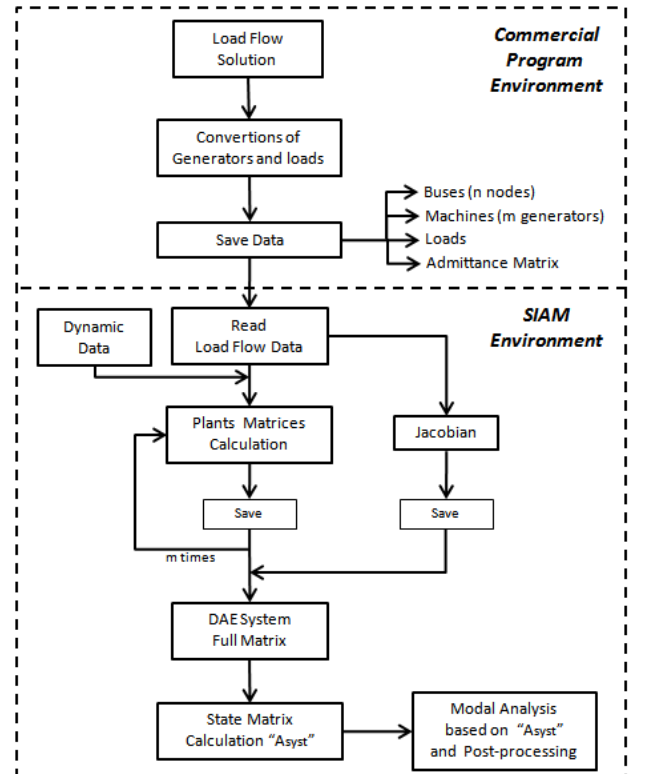 Load Flow
Solution
Commercial
Program
Environment
Convertions of
Generators and loads
Save Data
Buses (n nodes)
Machines (m generators)
Loads
Admittance Matrix
SIAM
Environment
Dynamic
Data
Read
Load Flow Data
Plants Matrices
Calculation
Jacobian
Save
Save
m times
DAE System
Full Matrix
State Matrix
Calculation "Asyst"
Modal Analysis
based on "Asyst"
and Post-processing